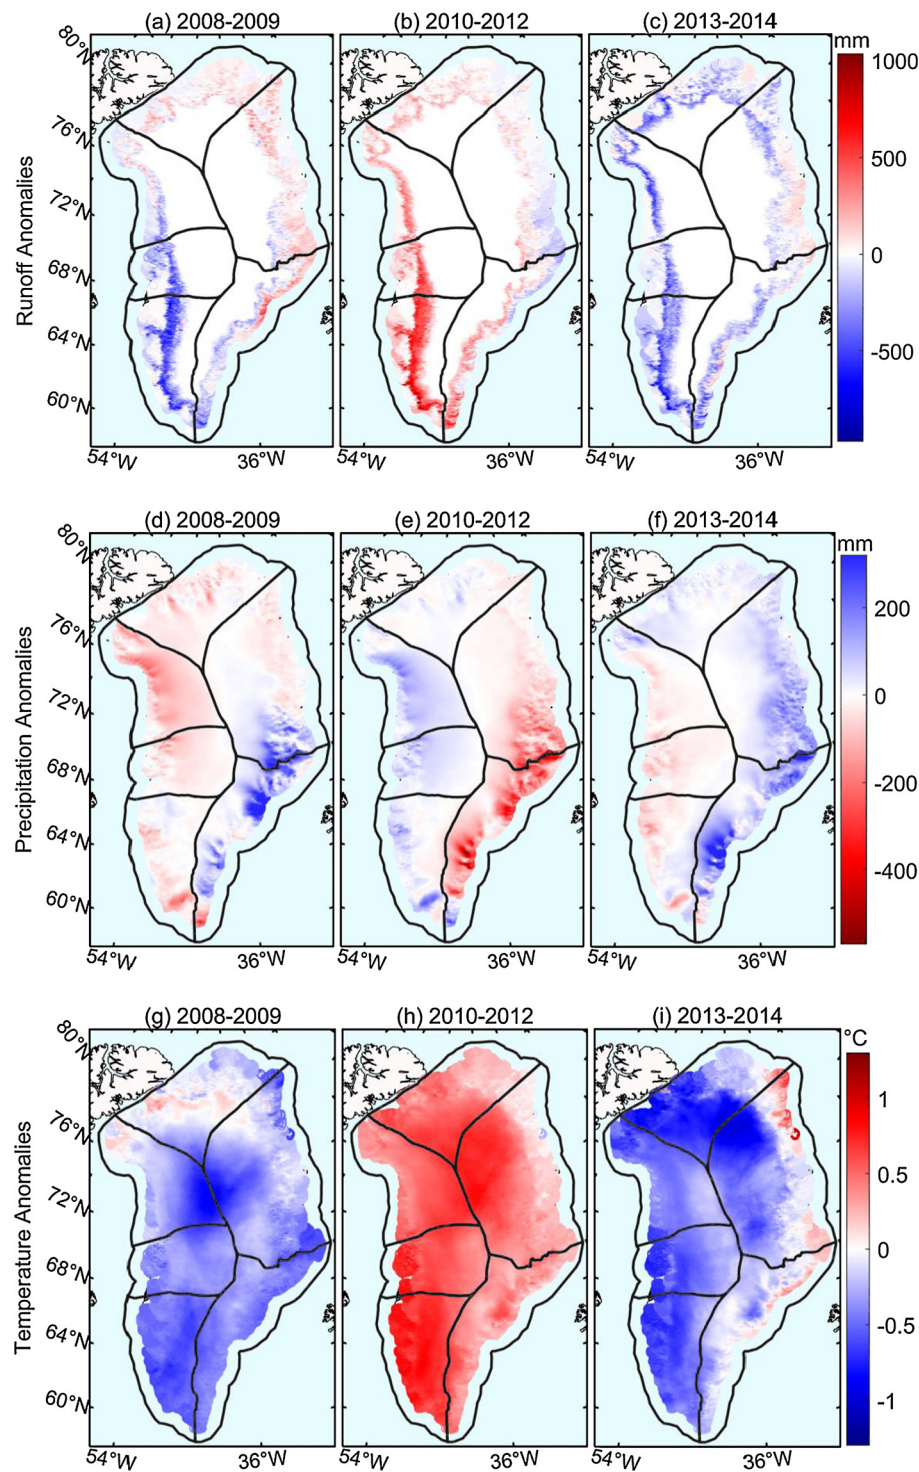 (a) 2008-2009
(b) 2010-2012
(c) 2013-2014
mm
80°N
76°N
72°N
68°N
64°N
60°N
Runoff Anomalies
1000
500
0
-500
54°W
36°W
54°W
36°W
54°W
36°W
(d) 2008-2009
(e) 2010-2012
(f) 2013-2014
mm
80°N
76°N
72°N
68°N
64°N
60°N
Precipitation Anomalies
200
0
-200
-400
54°W
36°W
54°W
36°W
54°W
36°W
(g) 2008-2009
(h) 2010-2012
(i) 2013-2014
°C
80°N
76°N
72°N
68°N
64°N
60°N
Temperature Anomalies
1
0.5
0
-0.5
-1
54°W
36°W
54°W
36°W
54°W
36°W